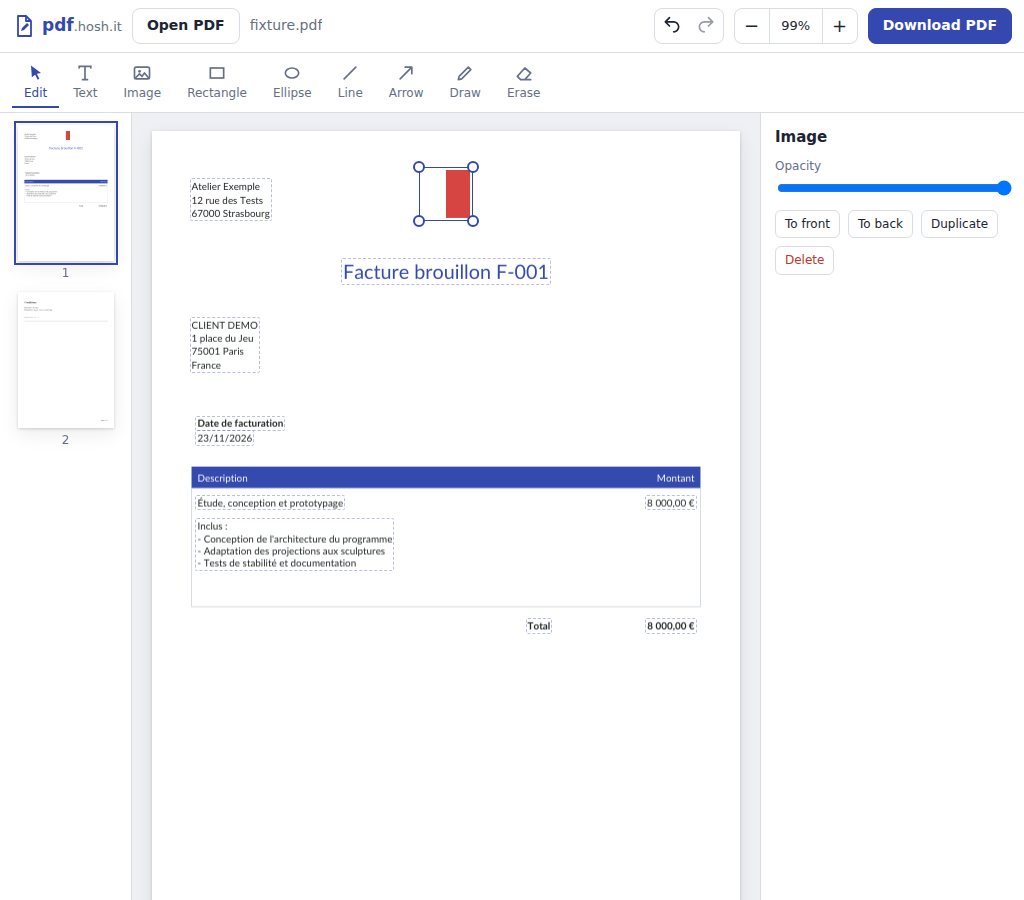 pdf.hosh.it
Open PDF
fixture.pdf
99%
Download PDF
Edit
Text
Image
Rectangle
Ellipse
Line
Arrow
Draw
Erase
1
2
Atelier Exemple
12 rue des Tests
67000 Strasbourg
Facture brouillon F-001
CLIENT DEMO
1 place du Jeu
75001 Paris
France
Date de facturation
23/11/2026
Description Montant
Étude, conception et prototypage 8 000,00 €
Inclus :
- Conception de l'architecture du programme
- Adaptation des projections aux sculptures
- Tests de stabilité et documentation
Total 8 000,00 €
Image
Opacity
To front
To back
Duplicate
Delete